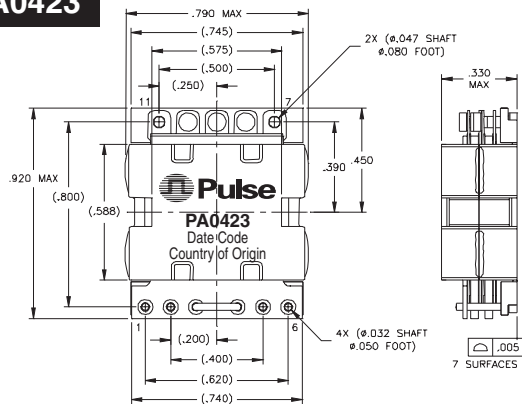 PA0423
.790 MAX
(.745)
(.575)
(.500)
(.250)
2X (ø.047 SHAFT
ø.080 FOOT)
.330
MAX
11
7
.390
.450
.920 MAX
(.800)
(.588)
Pulse
PA0423
Date Code
Country of Origin
1
6
(.200)
(.400)
(.620)
(.740)
4X (ø.032 SHAFT
ø.050 FOOT)
.005
7 SURFACES